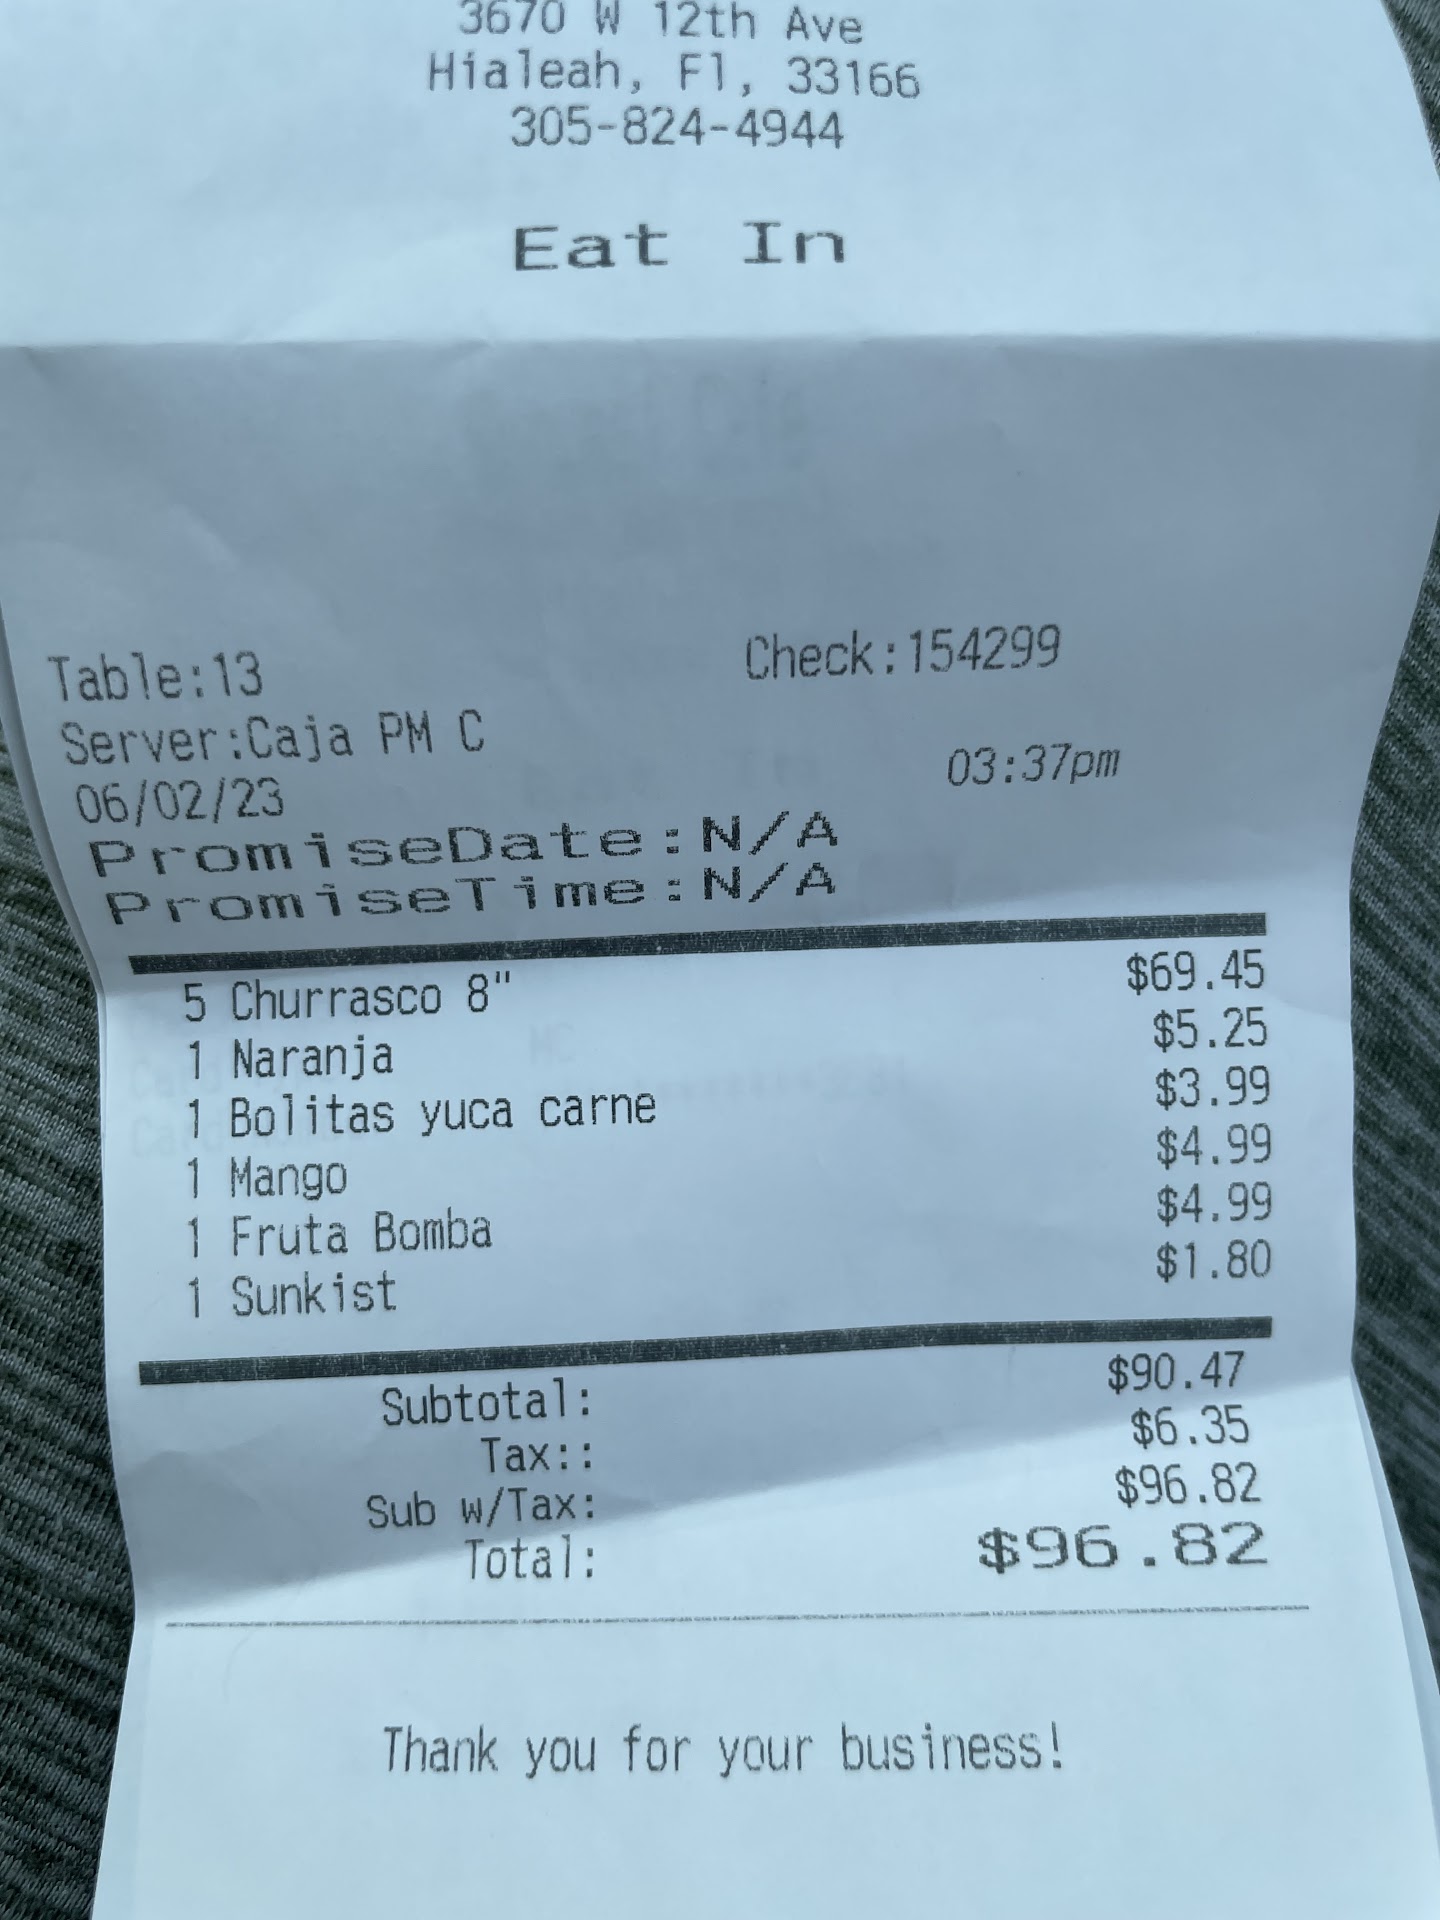 3670 W 12th Ave
Hialeah, Fl, 33166
305-824-4944
Eat In
Table:13 Check:154299
Server:Caja PM C
06/02/23 03:37pm
PromiseDate:N/A
PromiseTime:N/A
5 Churrasco 8" $69.45
1 Naranja $5.25
1 Bolitas yuca carne $3.99
1 Mango $4.99
1 Fruta Bomba $4.99
1 Sunkist $1.80
Subtotal: $90.47
Tax:: $6.35
Sub w/Tax: $96.82
Total: $96.82
Thank you for your business!